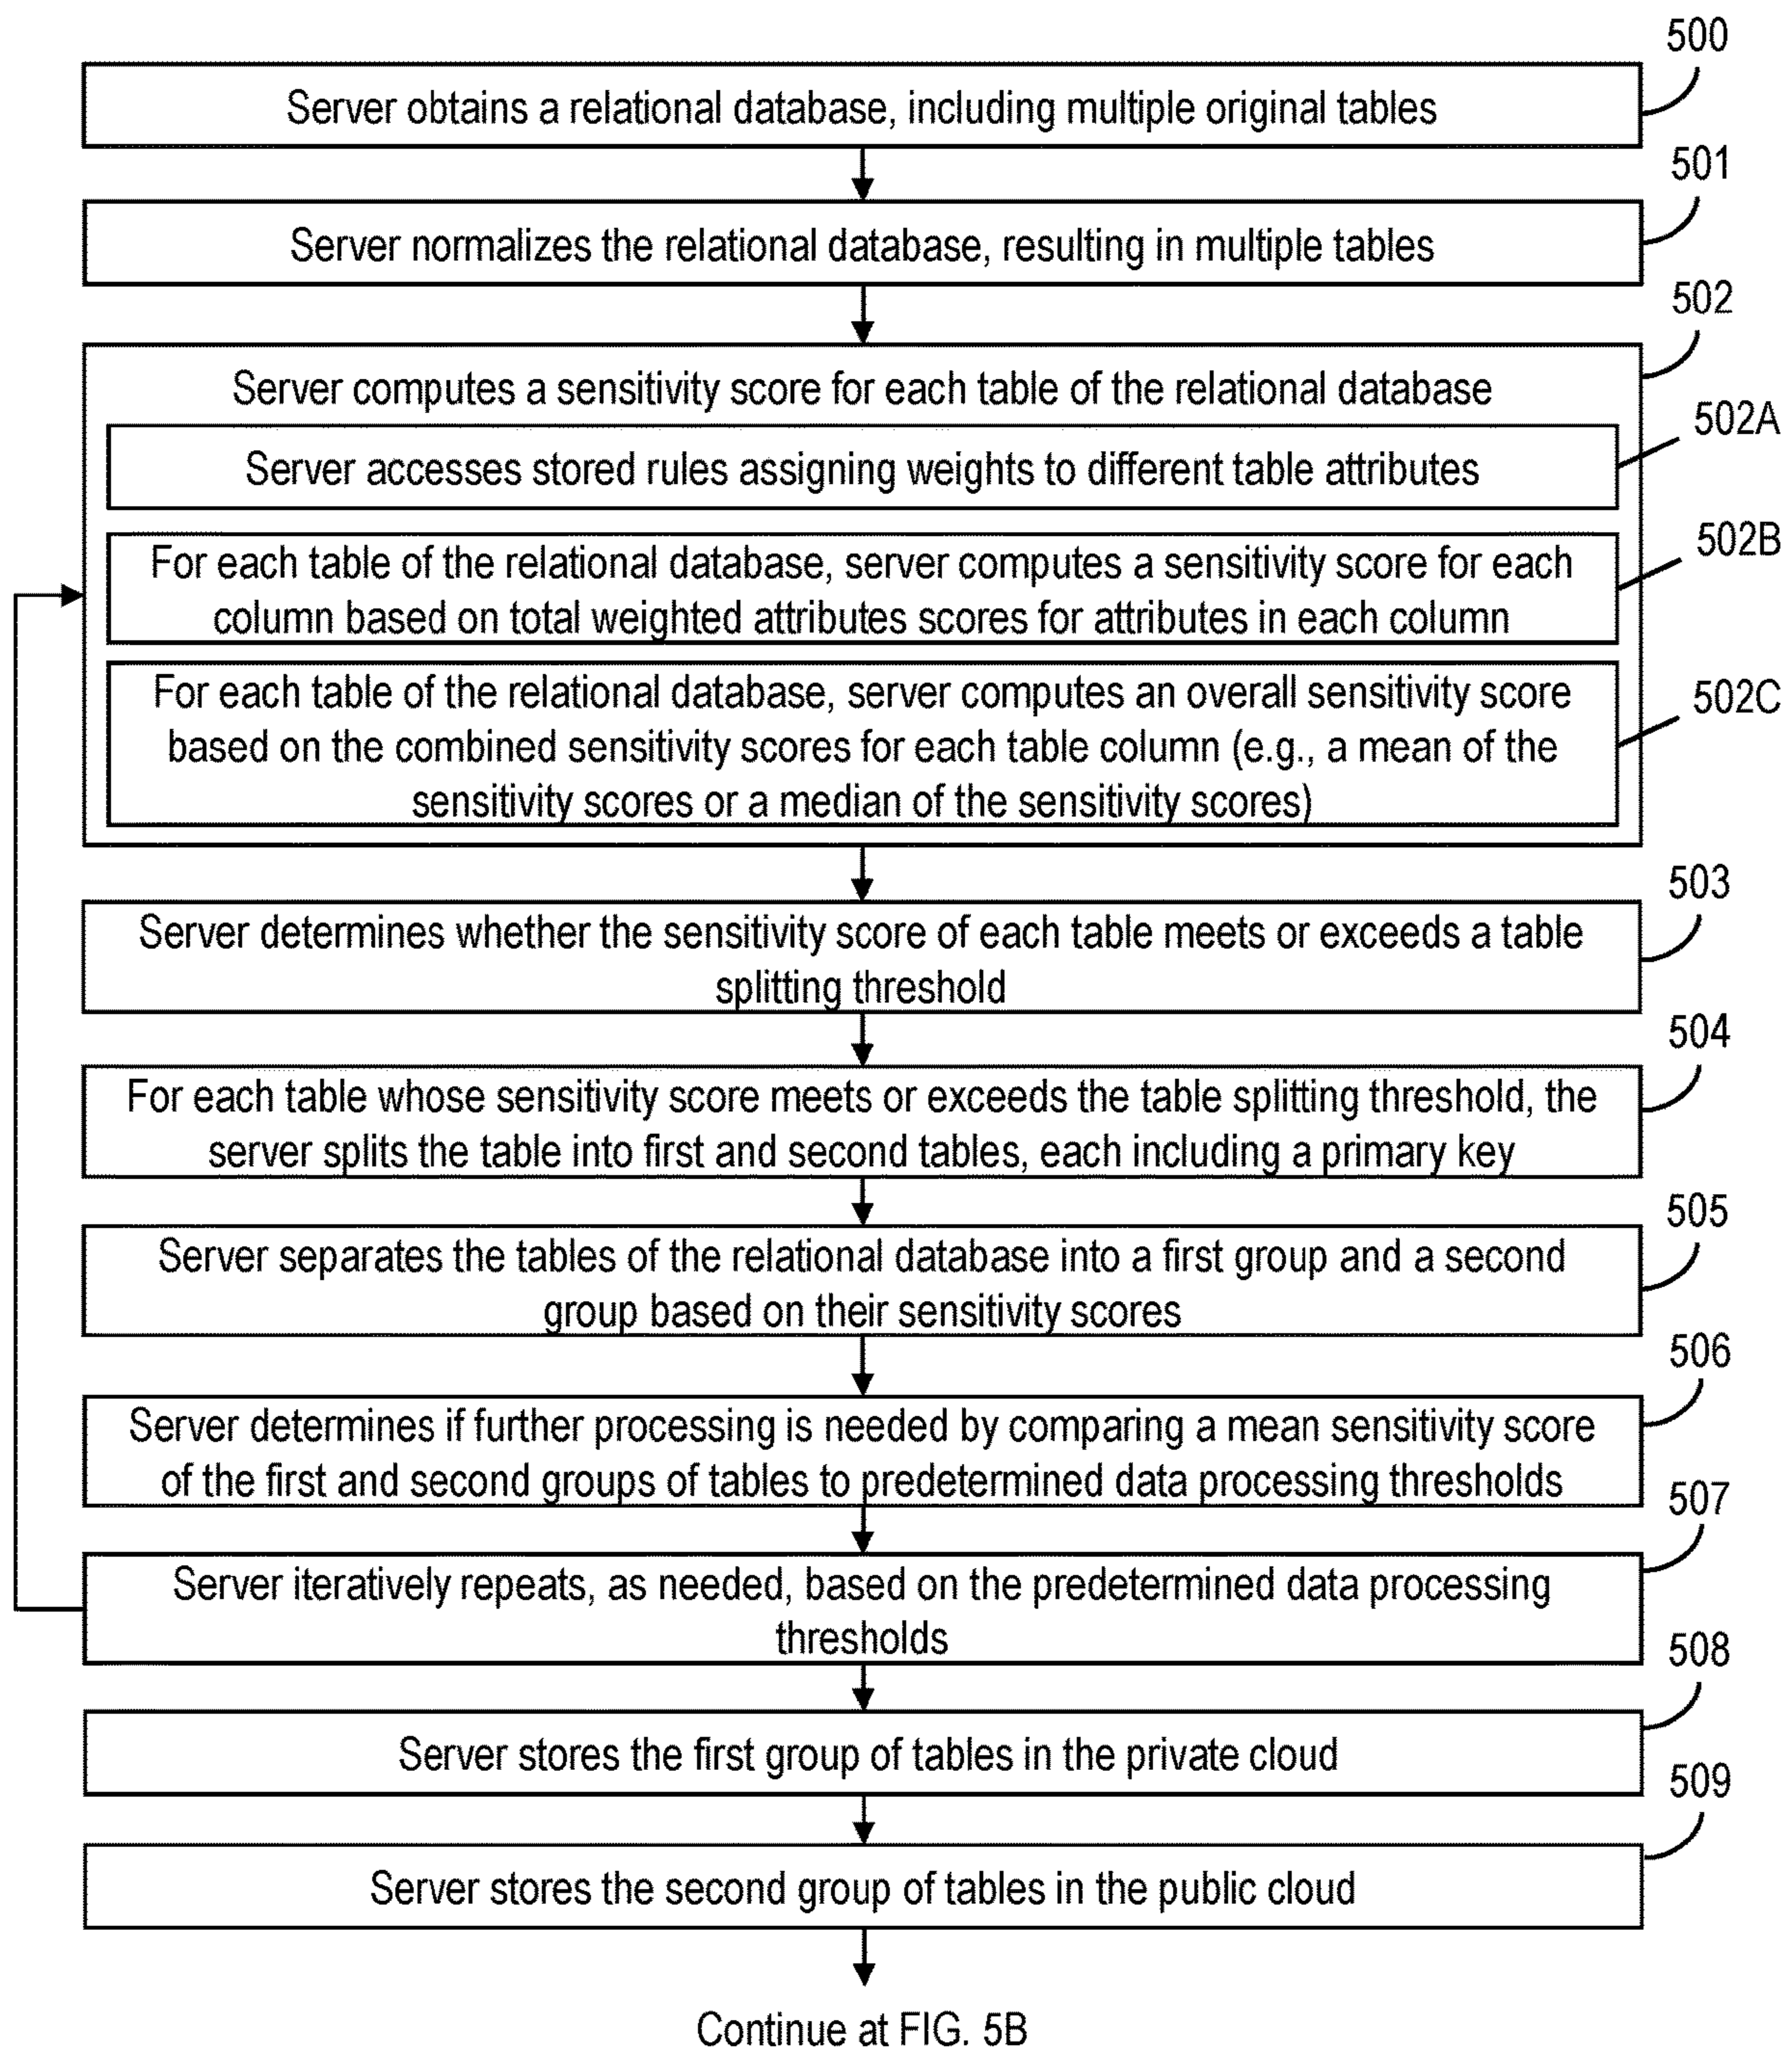 500
Server obtains a relational database, including multiple original tables
501
Server normalizes the relational database, resulting in multiple tables
502
Server computes a sensitivity score for each table of the relational database
502A
Server accesses stored rules assigning weights to different table attributes
502B
For each table of the relational database, server computes a sensitivity score for each
column based on total weighted attributes scores for attributes in each column
502C
For each table of the relational database, server computes an overall sensitivity score
based on the combined sensitivity scores for each table column (e.g., a mean of the
sensitivity scores or a median of the sensitivity scores)
503
Server determines whether the sensitivity score of each table meets or exceeds a table
splitting threshold
504
For each table whose sensitivity score meets or exceeds the table splitting threshold, the
server splits the table into first and second tables, each including a primary key
505
Server separates the tables of the relational database into a first group and a second
group based on their sensitivity scores
506
Server determines if further processing is needed by comparing a mean sensitivity score
of the first and second groups of tables to predetermined data processing thresholds
507
Server iteratively repeats, as needed, based on the predetermined data processing
thresholds
508
Server stores the first group of tables in the private cloud
509
Server stores the second group of tables in the public cloud
Continue at FIG. 5B